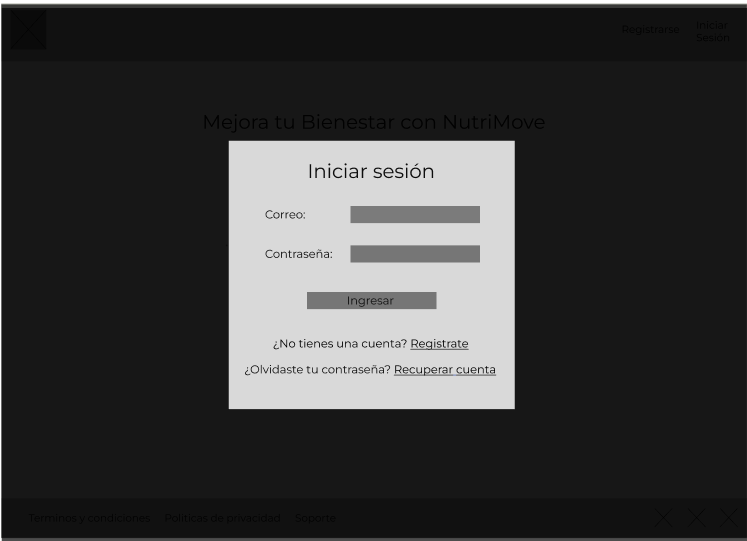 Registrarse
Iniciar
Sesión
Mejora tu Bienestar con NutriMove
Iniciar sesión
Correo:
Contraseña:
Ingresar
¿No tienes una cuenta? Registrate
¿Olvidaste tu contraseña? Recuperar cuenta
Terminos y condiciones Políticas de privacidad Soporte